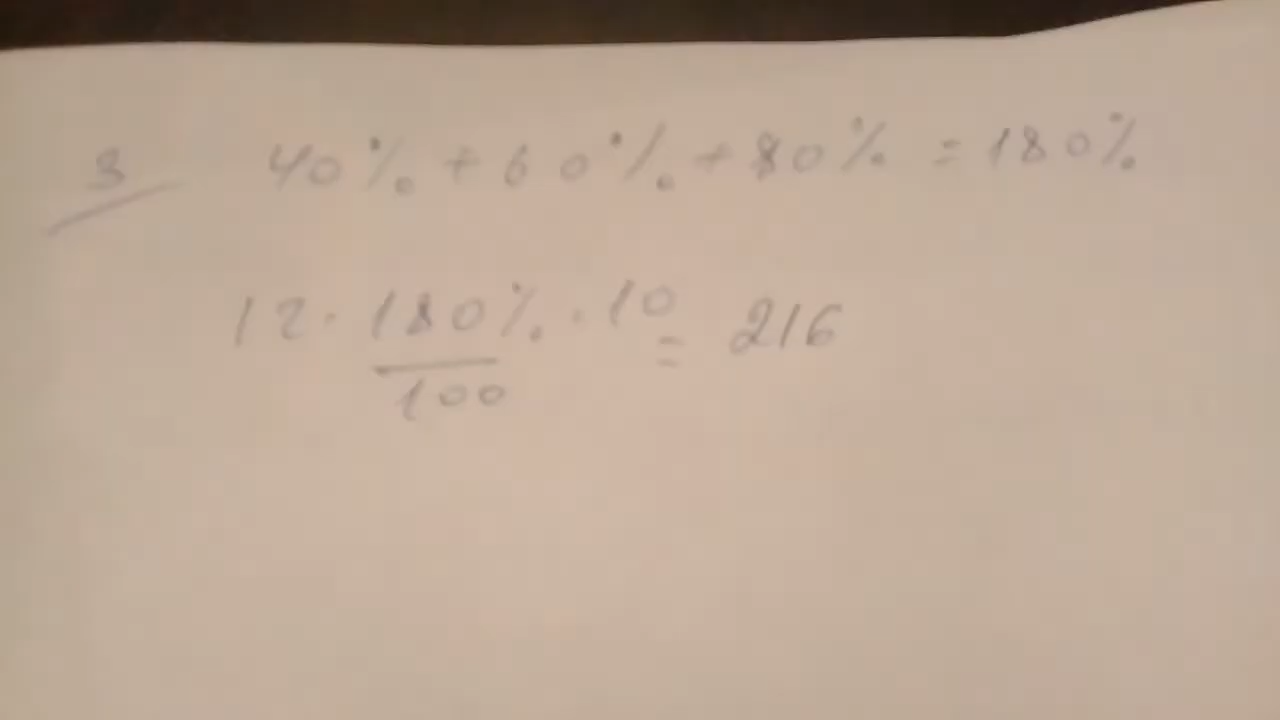 3 40% + 60% + 80% = 180%
12 · 180% / 100 · 10 = 216